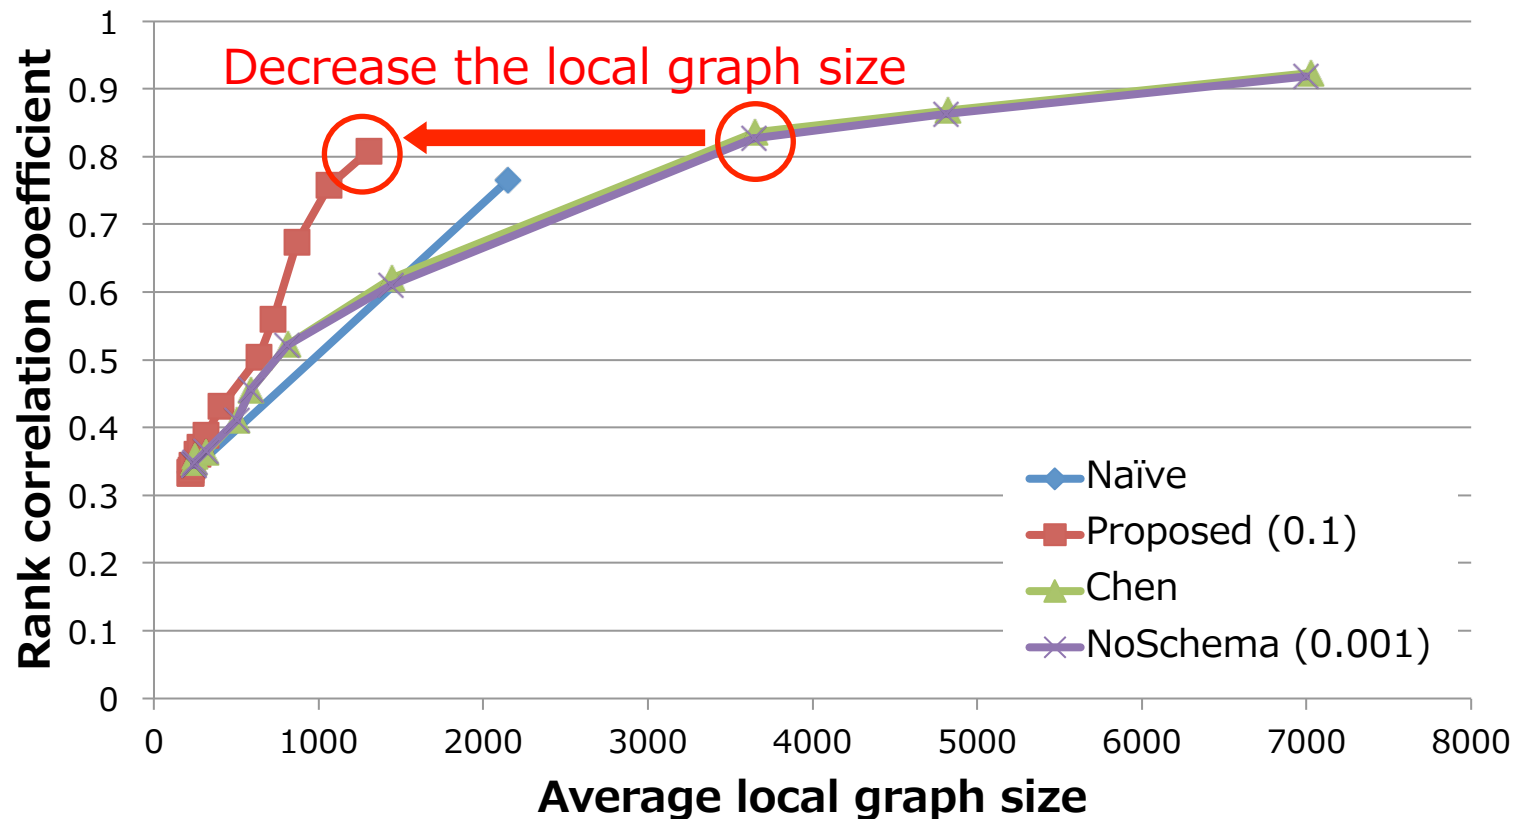 Decrease the local graph size
Rank correlation coefficient
1
0.9
0.8
0.7
0.6
0.5
0.4
0.3
0.2
0.1
0
Naïve
Proposed (0.1)
Chen
NoSchema (0.001)
0 1000 2000 3000 4000 5000 6000 7000 8000
Average local graph size